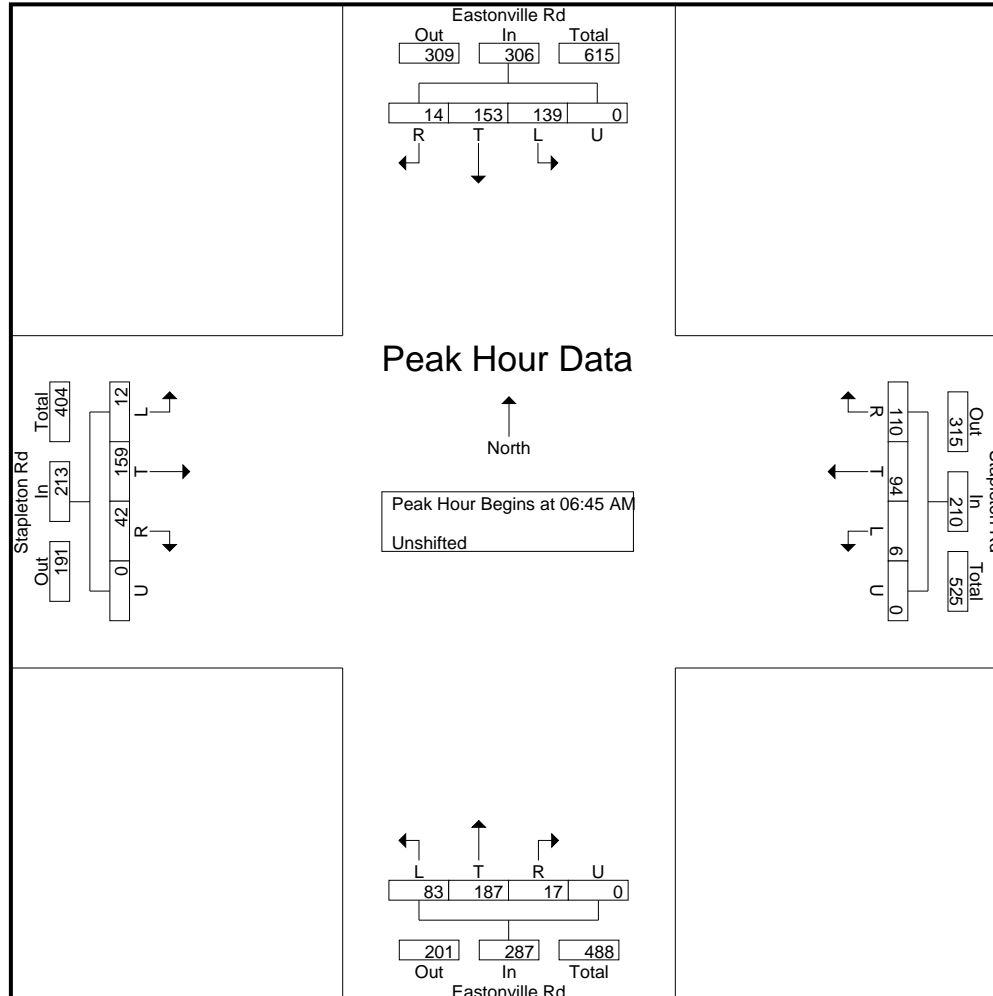 Eastonville Rd
Out In Total
309 306 615
14 153 139 0
R T L U
Peak Hour Data
North
Peak Hour Begins at 06:45 AM
Unshifted
Stapleton Rd
Total In Out
404 213 191
12 159 42 0
L T R U
Out In Total
315 210 525
110 94 6 0
R T L U
L T R U
83 187 17 0
201 287 488
Out In Total
Eastonville Rd